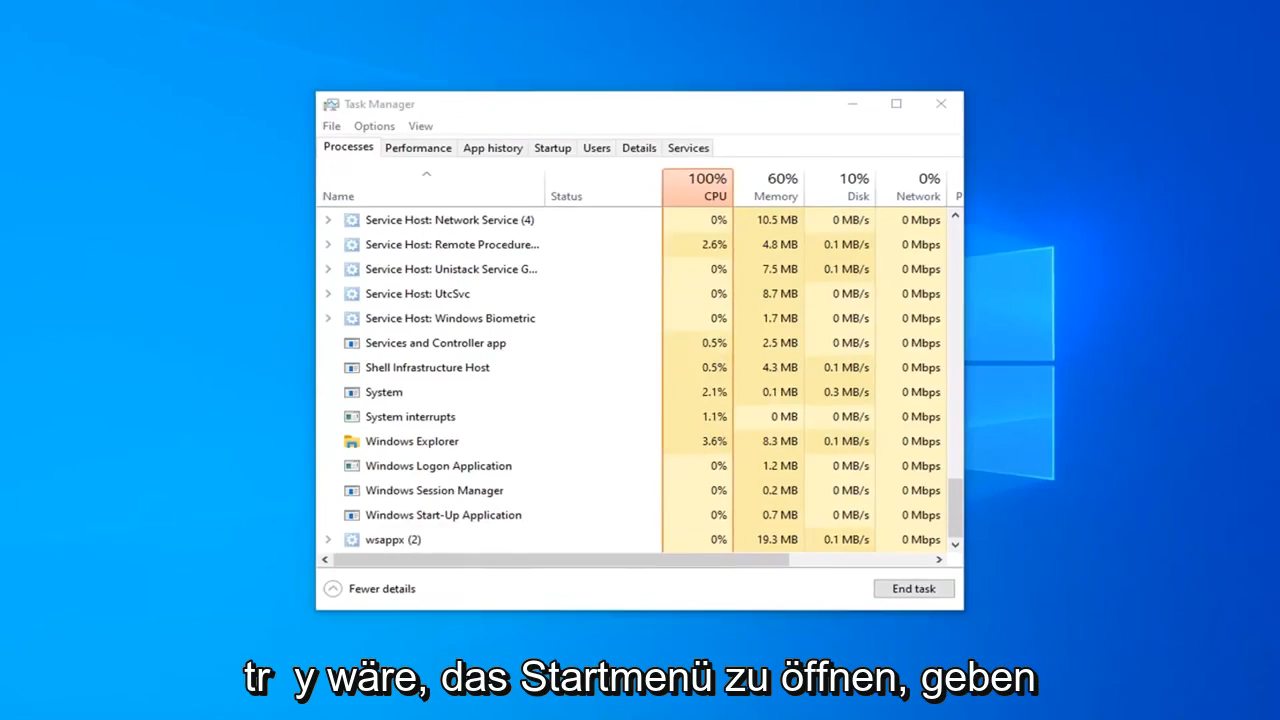 Task Manager
File Options View
Processes Performance App history Startup Users Details Services
100% 60% 10% 0%
Name Status CPU Memory Disk Network P
Service Host: Network Service (4) 0% 10.5 MB 0 MB/s 0 Mbps
Service Host: Remote Procedure... 2.6% 4.8 MB 0.1 MB/s 0 Mbps
Service Host: Unistack Service G... 0% 7.5 MB 0.1 MB/s 0 Mbps
Service Host: UtcSvc 0% 8.7 MB 0 MB/s 0 Mbps
Service Host: Windows Biometric 0% 1.7 MB 0 MB/s 0 Mbps
Services and Controller app 0.5% 2.5 MB 0 MB/s 0 Mbps
Shell Infrastructure Host 0.5% 4.3 MB 0.1 MB/s 0 Mbps
System 2.1% 0.1 MB 0.3 MB/s 0 Mbps
System interrupts 1.1% 0 MB 0 MB/s 0 Mbps
Windows Explorer 3.6% 8.3 MB 0.1 MB/s 0 Mbps
Windows Logon Application 0% 1.2 MB 0 MB/s 0 Mbps
Windows Session Manager 0% 0.2 MB 0 MB/s 0 Mbps
Windows Start-Up Application 0% 0.7 MB 0 MB/s 0 Mbps
wsappx (2) 0% 19.3 MB 0.1 MB/s 0 Mbps
Fewer details End task
tr y wäre, das Startmenü zu öffnen, geben